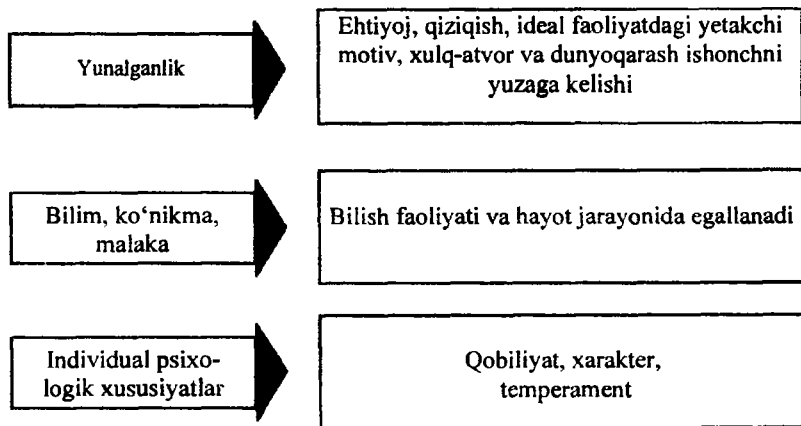 Yunalganlik
Ehtiyoj, qiziqish, ideal faoliyatdagi yetakchi
motiv, xulq-atvor va dunyoqarash ishonchni
yuzaga kelishi
Bilim, ko‘nikma,
malaka
Bilish faoliyati va hayot jarayonida egallanadi
Individual psixo-
logik xususiyatlar
Qobiliyat, xarakter,
temperament